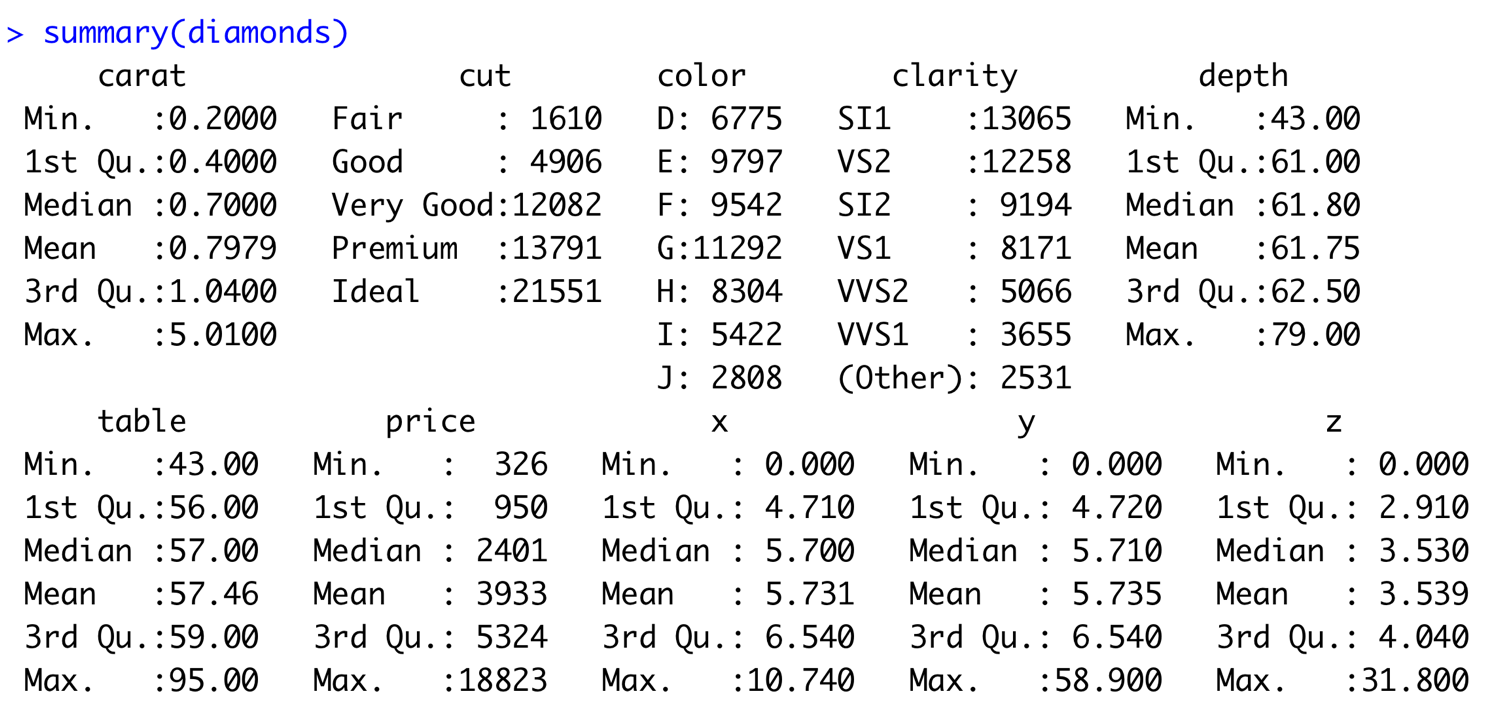 > summary(diamonds)
     carat               cut        color        clarity          depth
 Min.   :0.2000   Fair     : 1610   D: 6775   SI1    :13065   Min.   :43.00
 1st Qu.:0.4000   Good     : 4906   E: 9797   VS2    :12258   1st Qu.:61.00
 Median :0.7000   Very Good:12082   F: 9542   SI2    : 9194   Median :61.80
 Mean   :0.7979   Premium  :13791   G:11292   VS1    : 8171   Mean   :61.75
 3rd Qu.:1.0400   Ideal    :21551   H: 8304   VVS2   : 5066   3rd Qu.:62.50
 Max.   :5.0100                     I: 5422   VVS1   : 3655   Max.   :79.00
                                    J: 2808   (Other): 2531
     table           price             x                y                z
 Min.   :43.00   Min.   :  326   Min.   : 0.000   Min.   : 0.000   Min.   : 0.000
 1st Qu.:56.00   1st Qu.:  950   1st Qu.: 4.710   1st Qu.: 4.720   1st Qu.: 2.910
 Median :57.00   Median : 2401   Median : 5.700   Median : 5.710   Median : 3.530
 Mean   :57.46   Mean   : 3933   Mean   : 5.731   Mean   : 5.735   Mean   : 3.539
 3rd Qu.:59.00   3rd Qu.: 5324   3rd Qu.: 6.540   3rd Qu.: 6.540   3rd Qu.: 4.040
 Max.   :95.00   Max.   :18823   Max.   :10.740   Max.   :58.900   Max.   :31.800